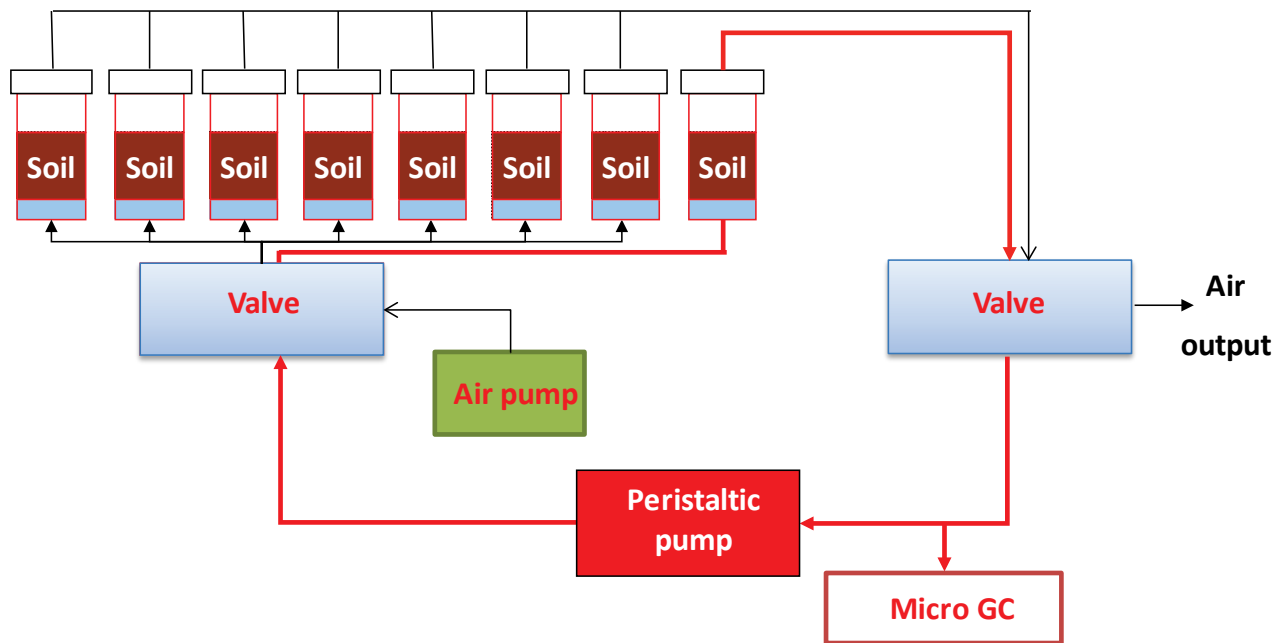 Soil
Soil
Soil
Soil
Soil
Soil
Soil
Soil
Valve
Valve
Air
output
Air pump
Peristaltic
pump
Micro GC